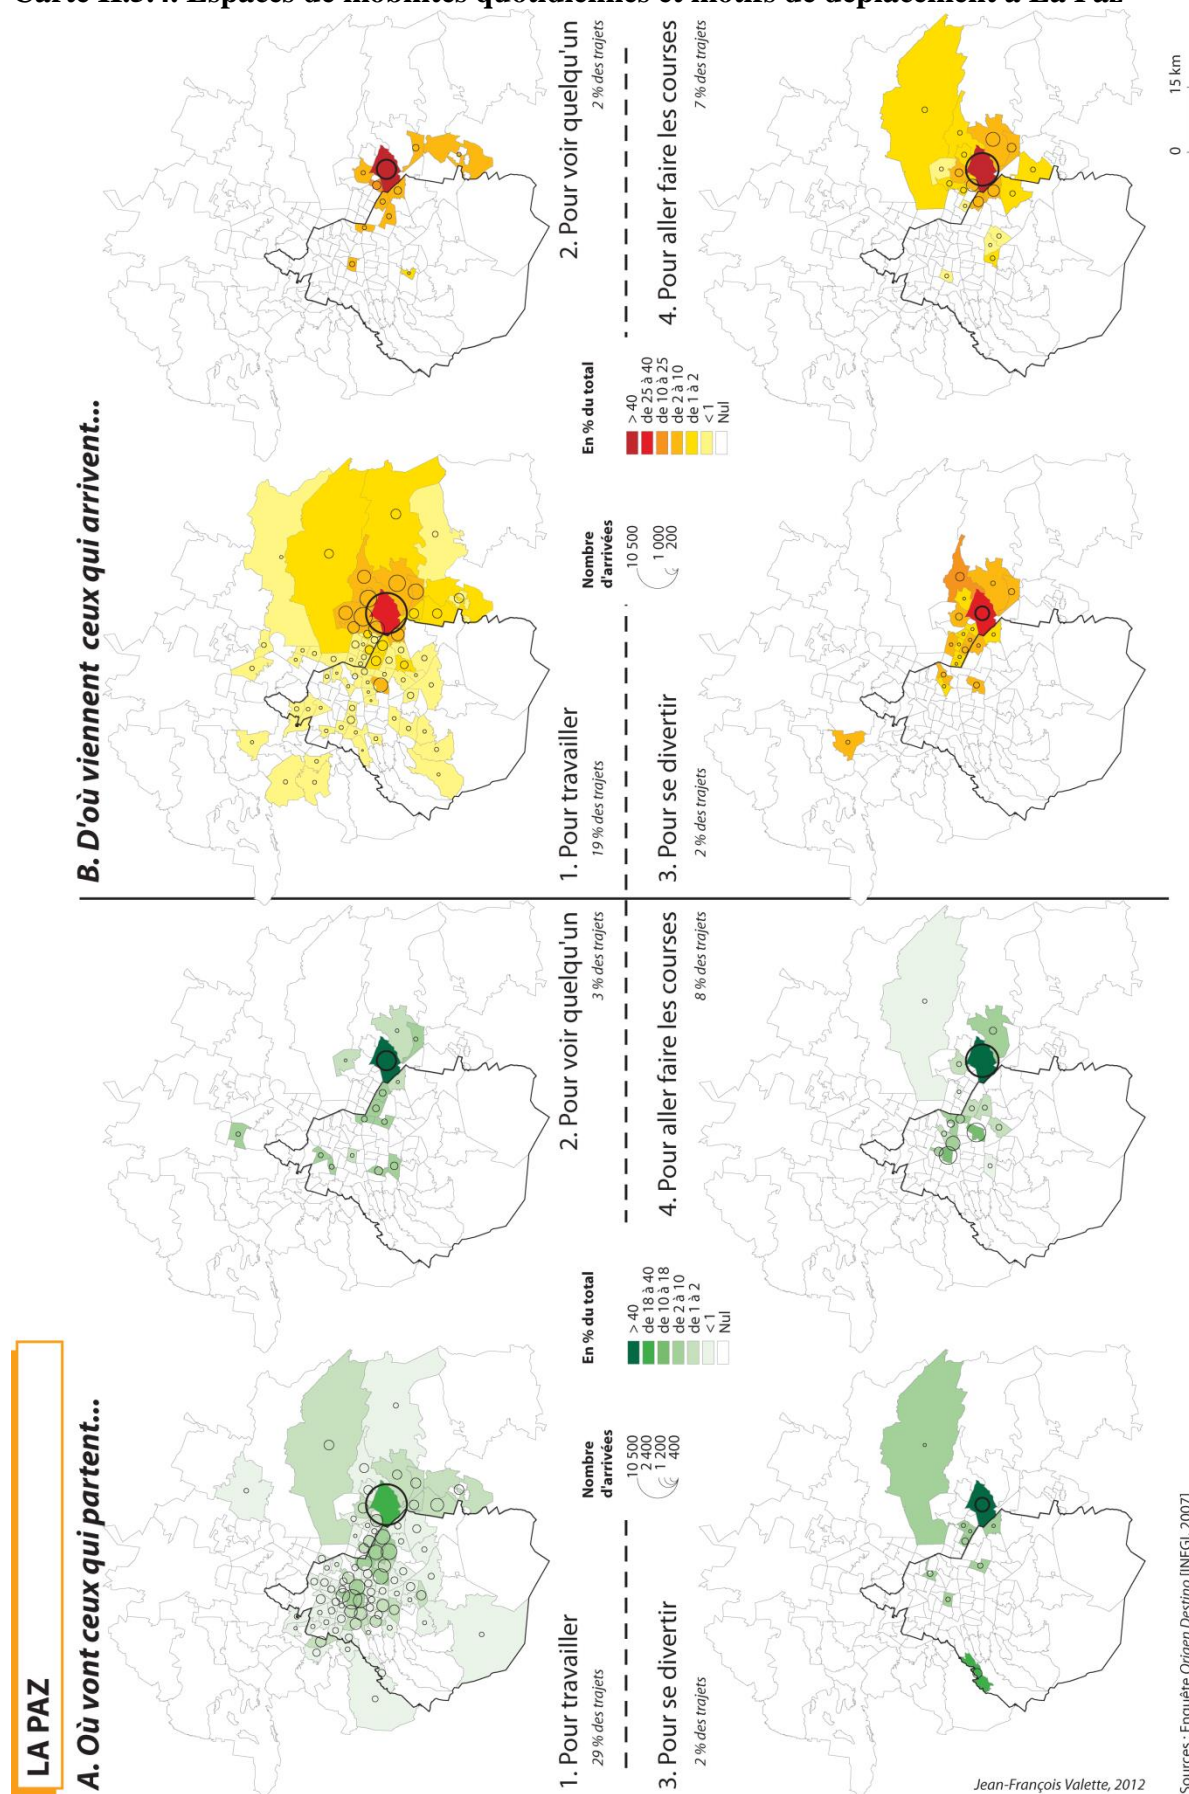 Carte II.3.4. Espaces de mobilités quotidiennes et motifs de déplacement à La Paz
LA PAZ
A. Où vont ceux qui partent...
1. Pour travailler
29 % des trajets
2. Pour voir quelqu'un
3 % des trajets
Nombre
d'arrivées
10 500
2 400
1 200
400
En % du total
> 40
de 18 à 40
de 10 à 18
de 2 à 10
de 1 à 2
< 1
Nul
3. Pour se divertir
2 % des trajets
4. Pour aller faire les courses
8 % des trajets
B. D'où viennent ceux qui arrivent...
1. Pour travailler
19 % des trajets
2. Pour voir quelqu'un
2 % des trajets
Nombre
d'arrivées
10 500
1 000
200
En % du total
> 40
de 25 à 40
de 10 à 25
de 2 à 10
de 1 à 2
< 1
Nul
3. Pour se divertir
2 % des trajets
4. Pour aller faire les courses
7 % des trajets
0 15 km
Jean-François Valette, 2012
Sources : Enquête Origen Destino [INEGI, 2007]